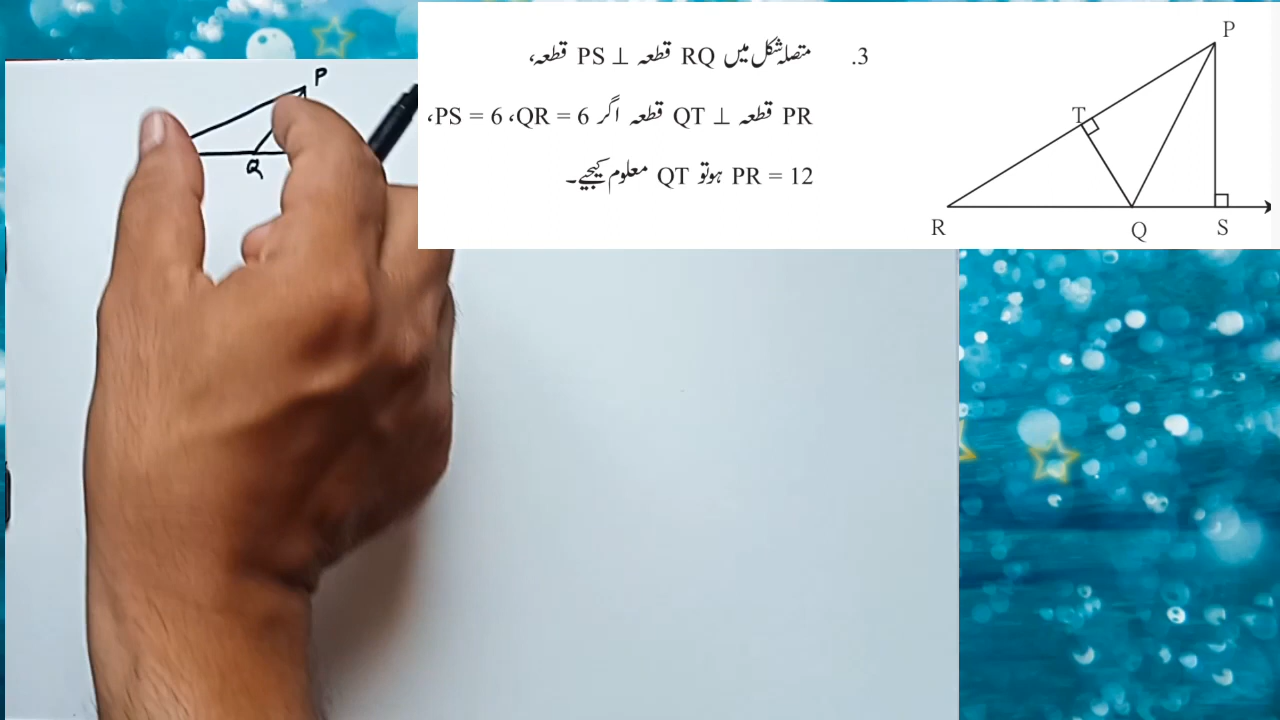 3. متصلہ شکل میں RQ قطعہ ⊥ PS قطعہ،
PR قطعہ ⊥ QT قطعہ اگر QR = 6، PS = 6،
PR = 12 ہوتو QT معلوم کیجیے۔
P
T
R
Q
S
P
Q